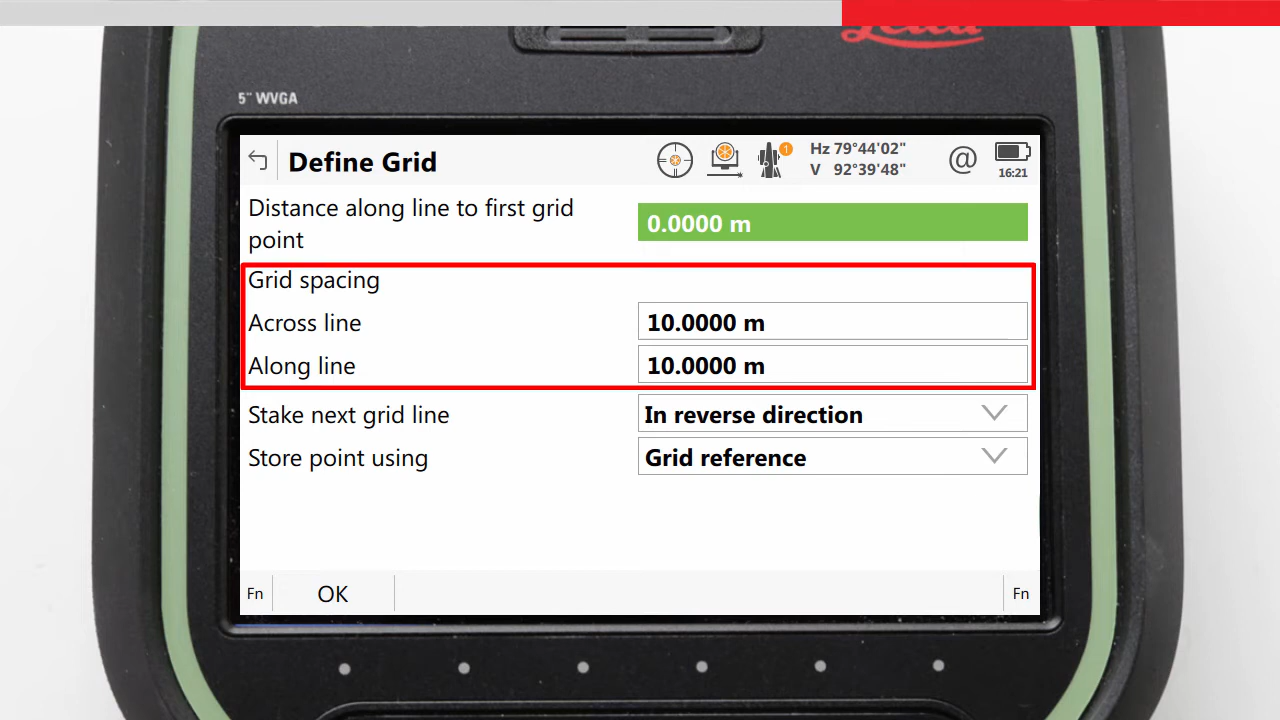 Leica
5" WVGA
Define Grid
1
Hz 79°44'02"
V 92°39'48"
@
16:21
Distance along line to first grid
point
0.0000 m
Grid spacing
Across line
10.0000 m
Along line
10.0000 m
Stake next grid line
In reverse direction
Store point using
Grid reference
Fn
OK
Fn